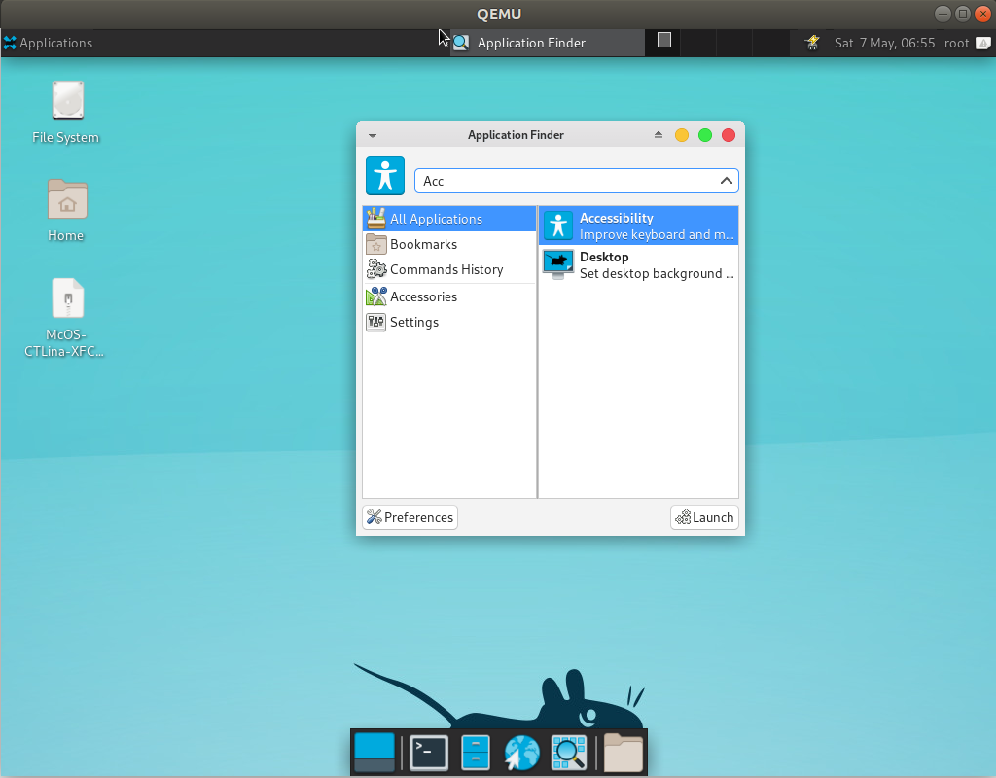 QEMU
Applications
Application Finder
Sat 7 May, 06:55 root
File System
Home
McOS-
CTLina-XFC...
Application Finder
Acc
All Applications
Bookmarks
Commands History
Accessories
Settings
Accessibility
Improve keyboard and m...
Desktop
Set desktop background ...
Preferences
Launch